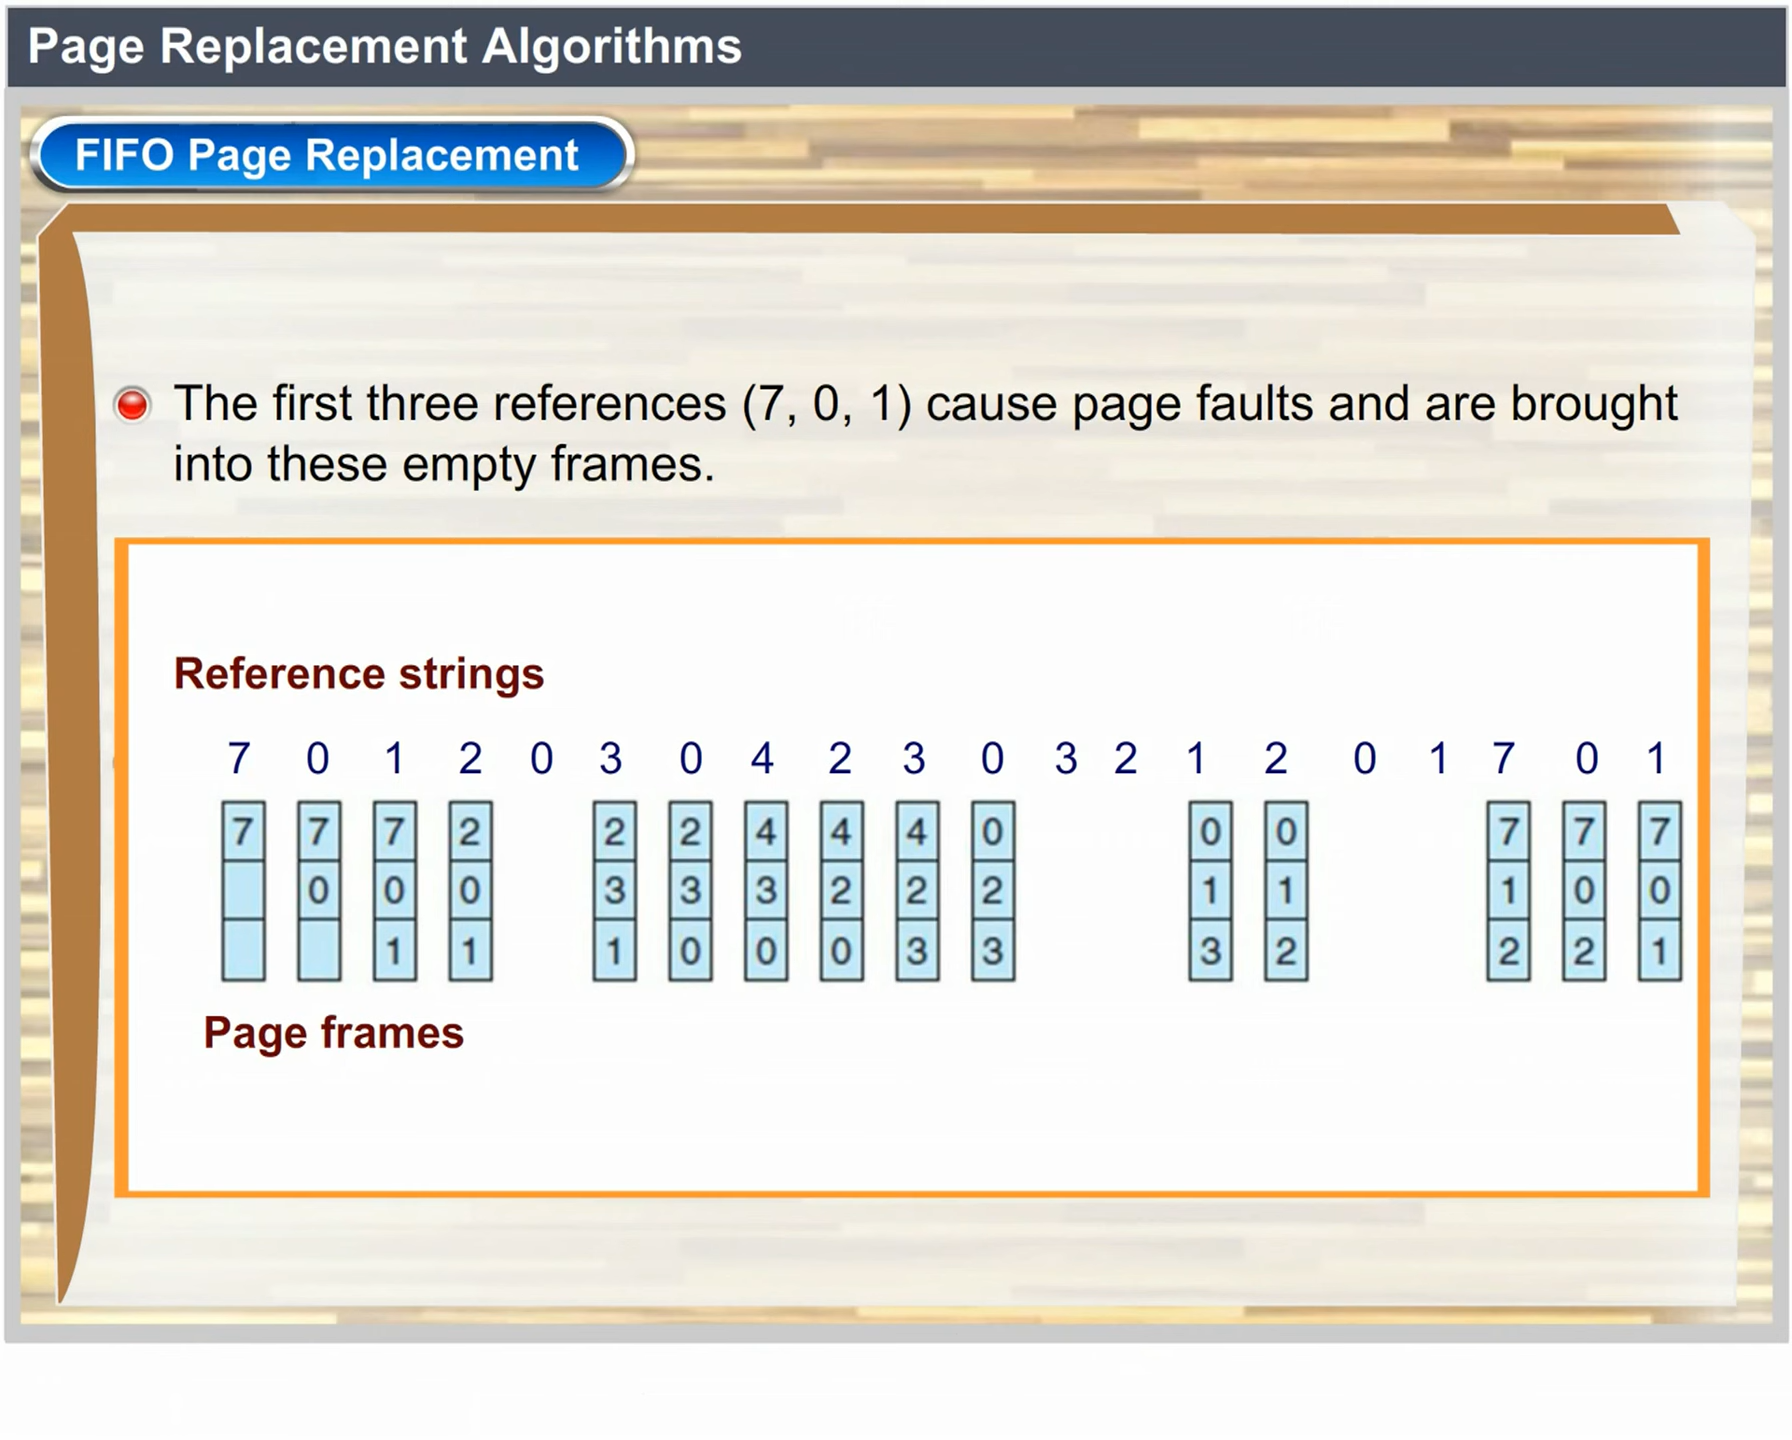 Page Replacement Algorithms
FIFO Page Replacement
The first three references (7, 0, 1) cause page faults and are brought
into these empty frames.
Reference strings
7 0 1 2 0 3 0 4 2 3 0 3 2 1 2 0 1 7 0 1
7 7 7 2 2 2 4 4 4 0 0 0 7 7 7
0 0 0 3 3 3 2 2 2 1 1 1 0 0
1 1 1 0 0 0 3 3 3 2 2 2 1
Page frames